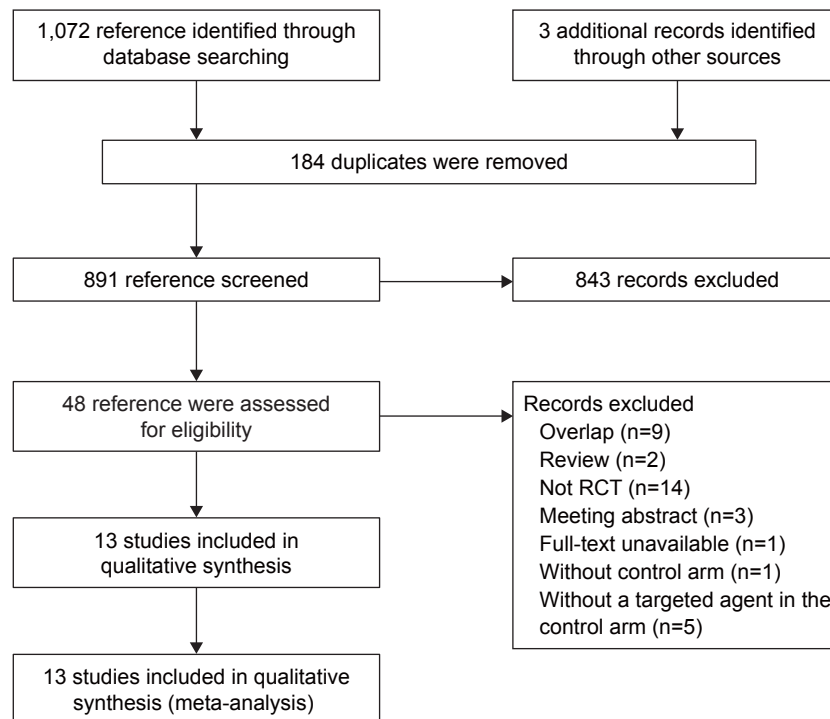 1,072 reference identified through
database searching
3 additional records identified
through other sources
184 duplicates were removed
891 reference screened
843 records excluded
48 reference were assessed
for eligibility
Records excluded
Overlap (n=9)
Review (n=2)
Not RCT (n=14)
Meeting abstract (n=3)
Full-text unavailable (n=1)
Without control arm (n=1)
Without a targeted agent in the
control arm (n=5)
13 studies included in
qualitative synthesis
13 studies included in qualitative
synthesis (meta-analysis)